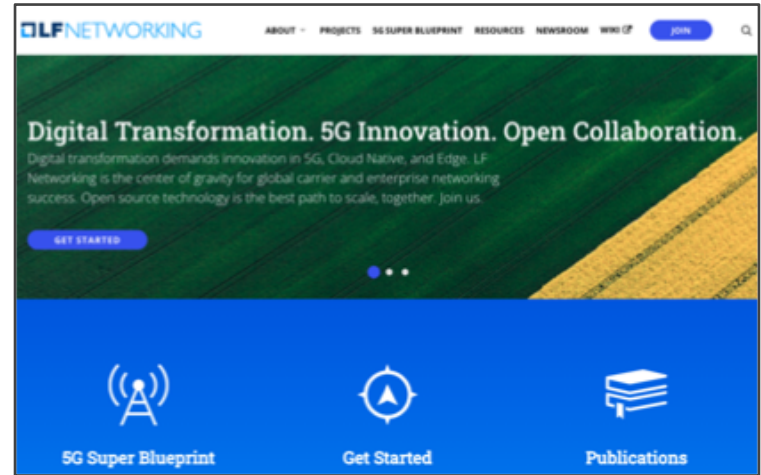 LFNETWORKING
ABOUT PROJECTS 5G SUPER BLUEPRINT RESOURCES NEWSROOM WIKI JOIN
Digital Transformation. 5G Innovation. Open Collaboration.
Digital transformation demands innovation in 5G, Cloud Native, and Edge. LF
Networking is the center of gravity for global carrier and enterprise networking
success. Open source technology is the best path to scale, together. Join us.
GET STARTED
5G Super Blueprint
Get Started
Publications